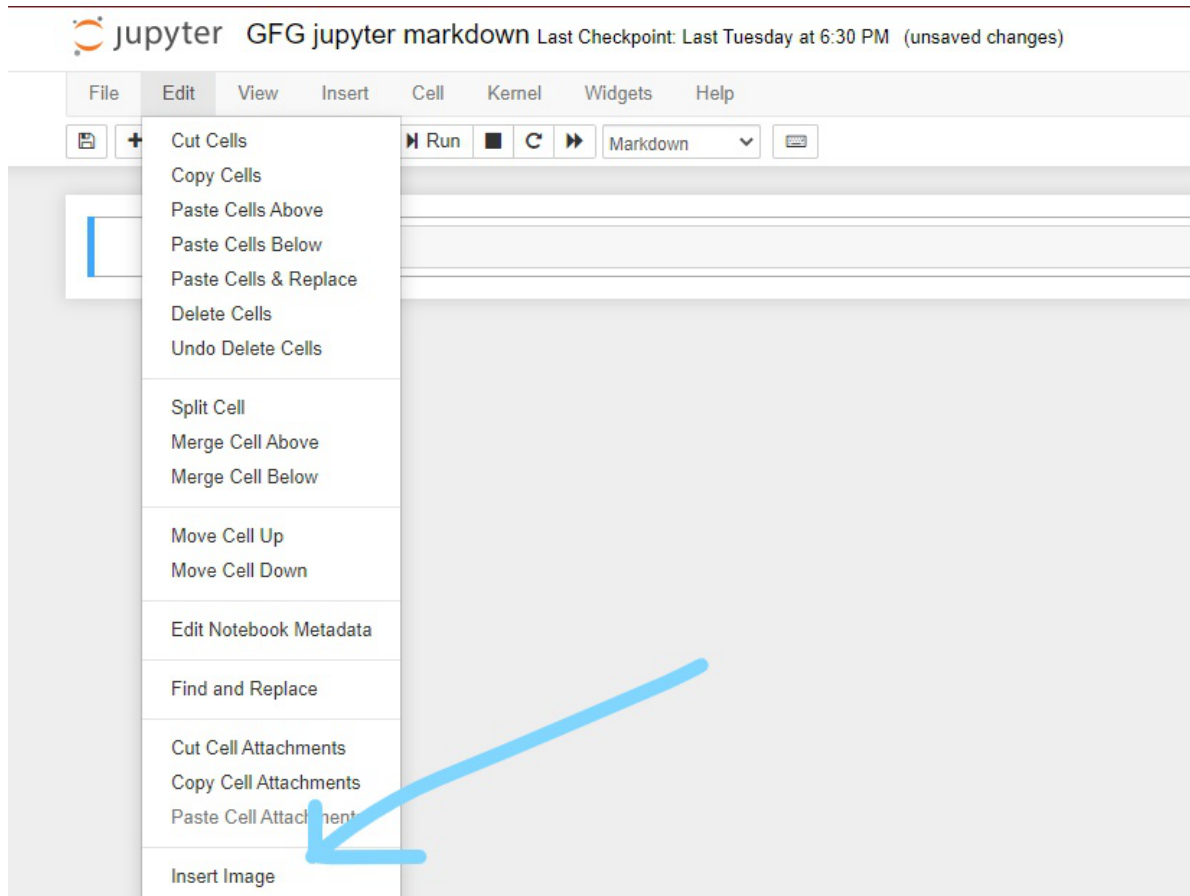 jupyter GFG jupyter markdown Last Checkpoint: Last Tuesday at 6:30 PM (unsaved changes)
File Edit View Insert Cell Kernel Widgets Help
Run Markdown
Cut Cells
Copy Cells
Paste Cells Above
Paste Cells Below
Paste Cells & Replace
Delete Cells
Undo Delete Cells
Split Cell
Merge Cell Above
Merge Cell Below
Move Cell Up
Move Cell Down
Edit Notebook Metadata
Find and Replace
Cut Cell Attachments
Copy Cell Attachments
Paste Cell Attachments
Insert Image